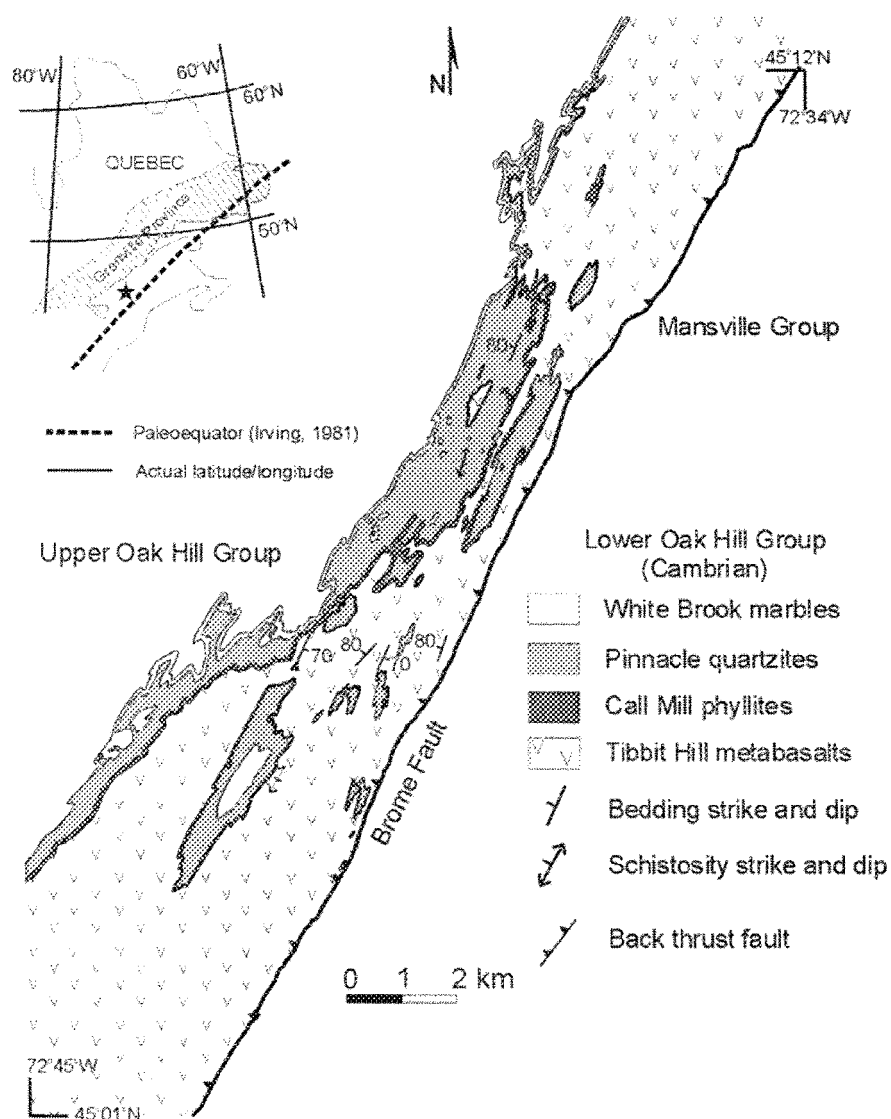 80°W
60°W
60°N
QUEBEC
Grenville Province
50°N
N
45°12'N
72°34'W
Mansville Group
Paleoequator (Irving, 1981)
Actual latitude/longitude
80
Upper Oak Hill Group
Lower Oak Hill Group
(Cambrian)
White Brook marbles
Pinnacle quartzites
Call Mill phyllites
Tibbit Hill metabasalts
Bedding strike and dip
Schistosity strike and dip
Back thrust fault
70
80
0
80
Brome Fault
0 1 2 km
72°45'W
45°01'N